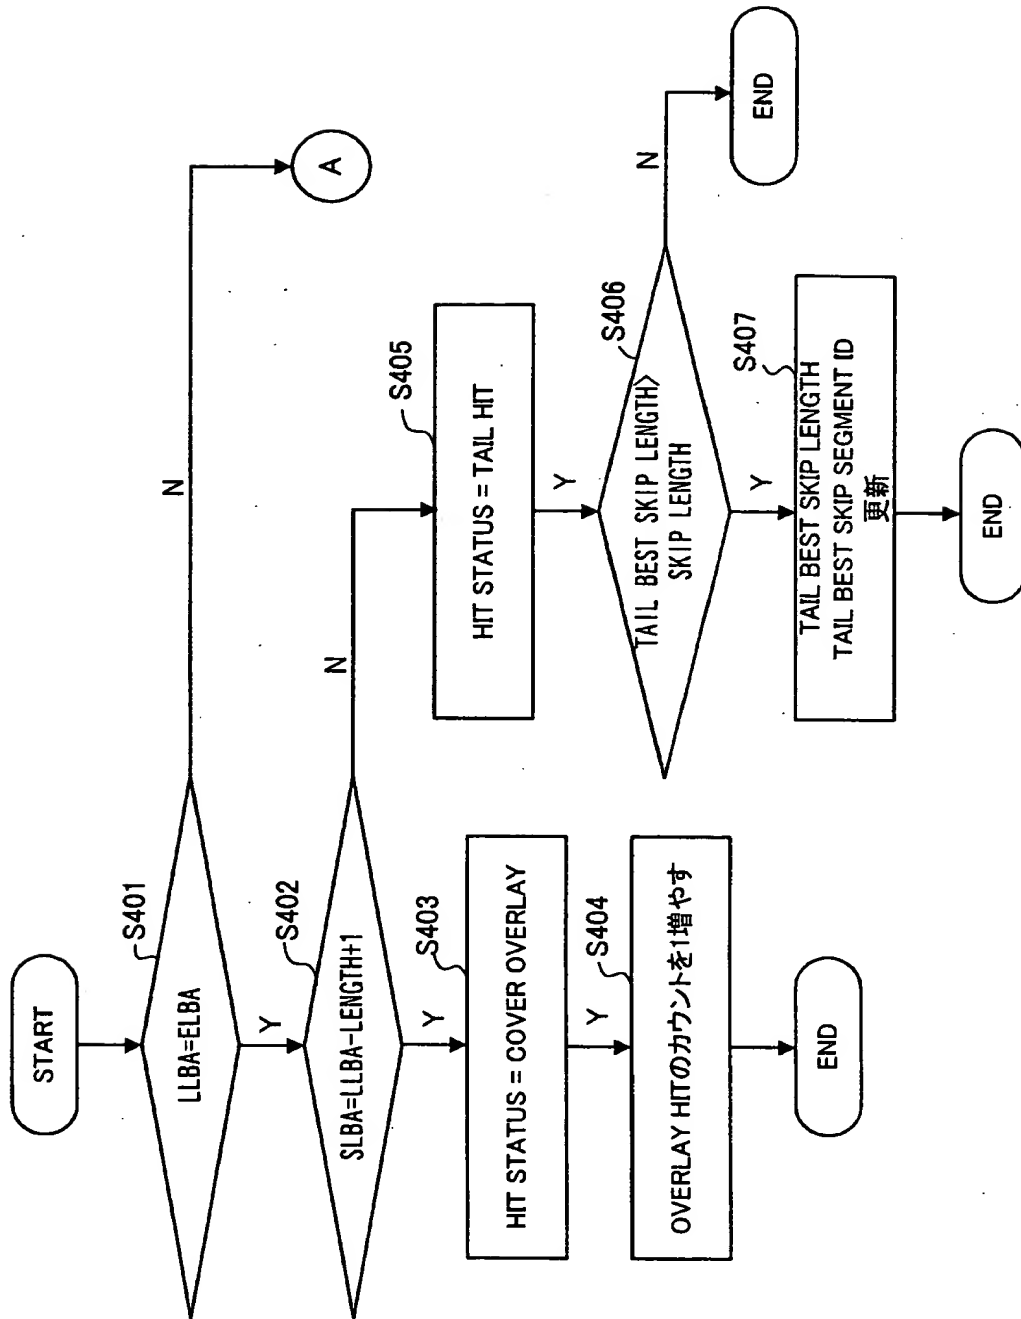 START
S401
LLBA=ELBA
N
A
Y
S402
SLBA=LLBA-LENGTH+1
N
Y
S403
HIT STATUS = COVER OVERLAY
Y
S404
OVERLAY HITのカウントを1増やす
END
S405
HIT STATUS = TAIL HIT
Y
S406
TAIL BEST SKIP LENGTH>
SKIP LENGTH
N
END
Y
S407
TAIL BEST SKIP LENGTH
TAIL BEST SKIP SEGMENT ID
更新
END